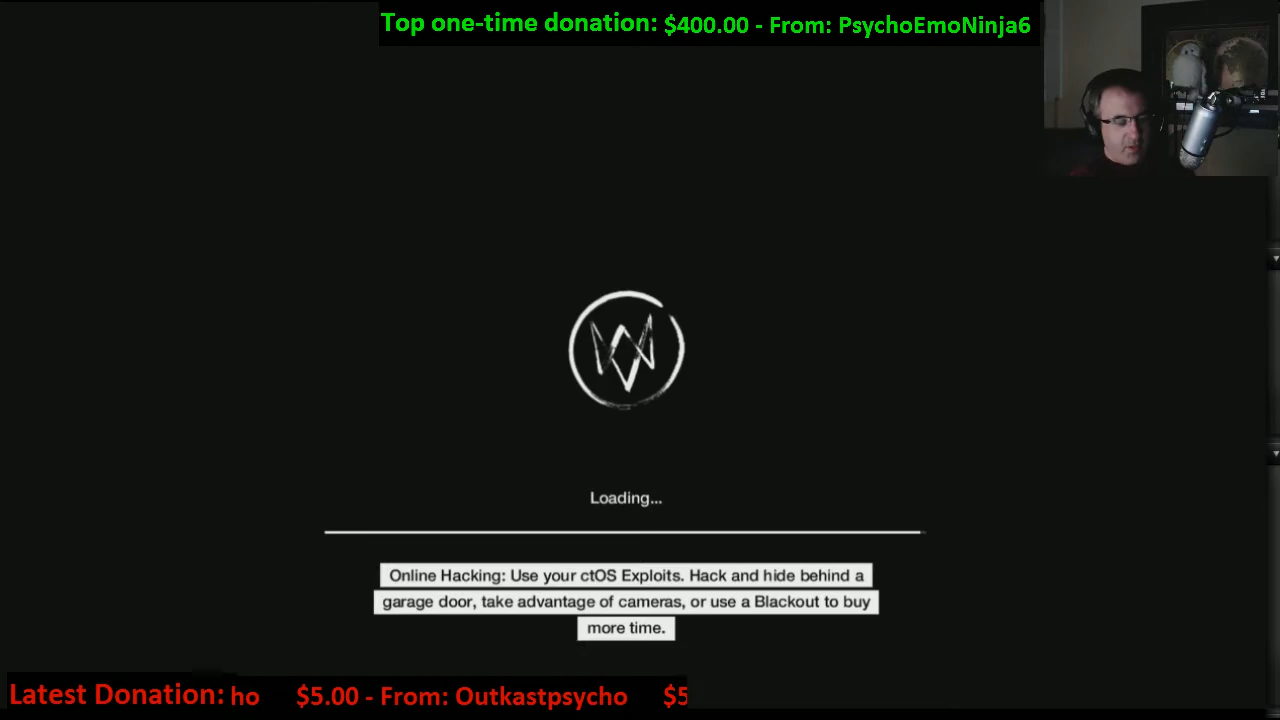 Top one-time donation: $400.00 - From: PsychoEmoNinja6
Loading...
Online Hacking: Use your ctOS Exploits. Hack and hide behind a
garage door, take advantage of cameras, or use a Blackout to buy
more time.
Latest Donation: ho $5.00 - From: Outkastpsycho $5